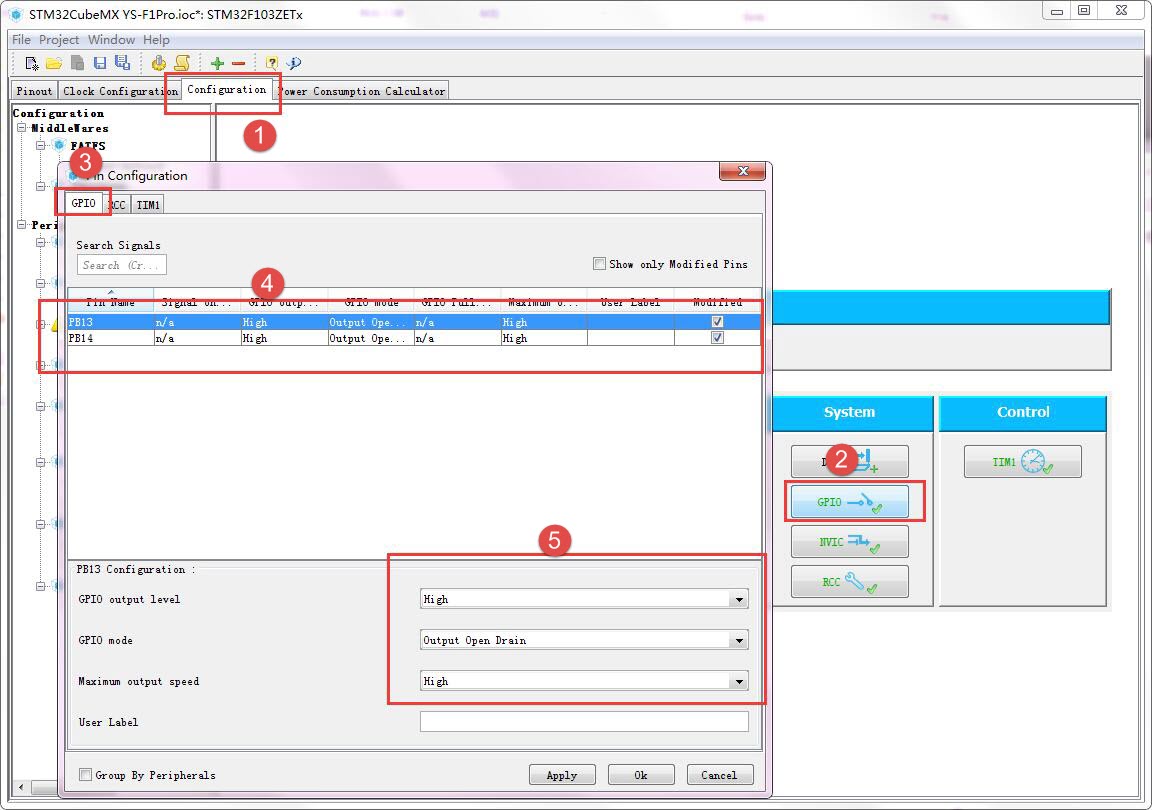 STM32CubeMX YS-F1Pro.ioc*: STM32F103ZETx
File Project Window Help
Pinout Clock Configuration Configuration Power Consumption Calculator
1
Configuration
MiddleWares
FATFS
3
Pin Configuration
GPIO RCC TIM1
Search Signals
Search (Cr...
Show only Modified Pins
4
Pin Name Signal on... GPIO outp... GPIO mode GPIO Pull... Maximum o... User Label Modified
PB13 n/a High Output Ope... n/a High
PB14 n/a High Output Ope... n/a High
System Control
2
TIM1
GPIO
NVIC
RCC
5
PB13 Configuration :
GPIO output level High
GPIO mode Output Open Drain
Maximum output speed High
User Label
Group By Peripherals
Apply Ok Cancel